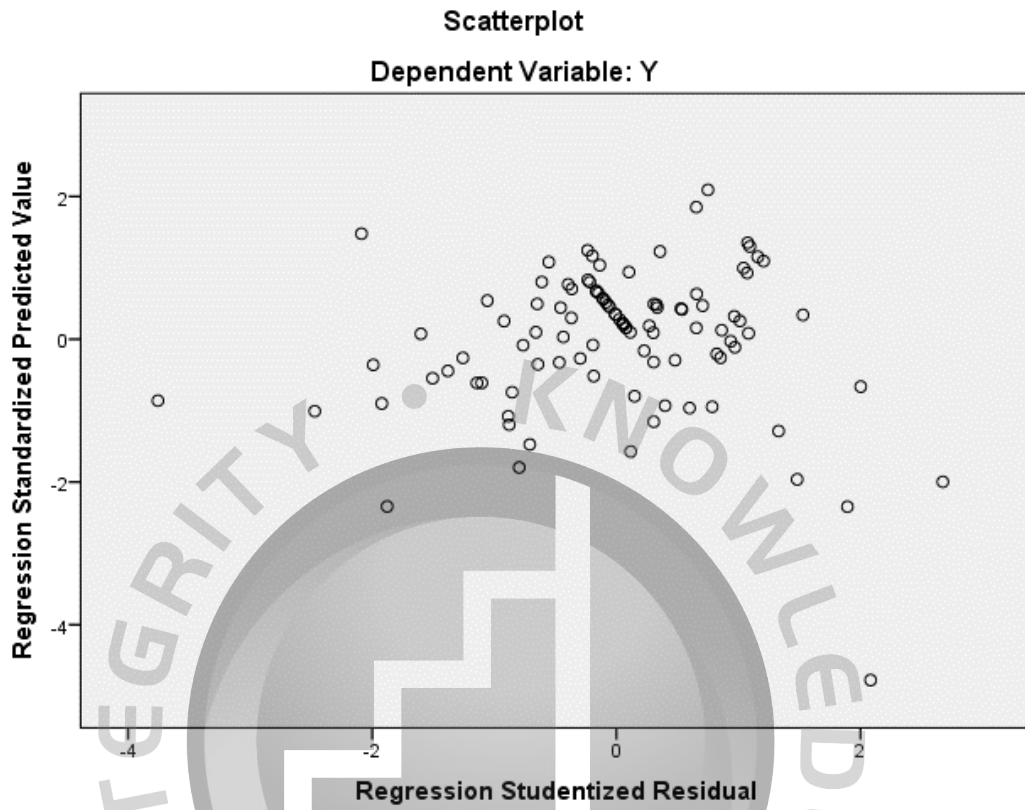 Scatterplot
Dependent Variable: Y
Regression Standardized Predicted Value
2
0
-2
-4
-4
-2
0
2
Regression Studentized Residual
TEGRITY • KNOWLED